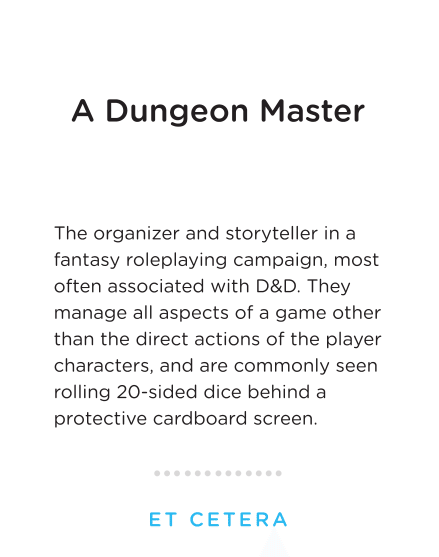 A Dungeon Master
The organizer and storyteller in a
fantasy roleplaying campaign, most
often associated with D&D. They
manage all aspects of a game other
than the direct actions of the player
characters, and are commonly seen
rolling 20-sided dice behind a
protective cardboard screen.
ET CETERA